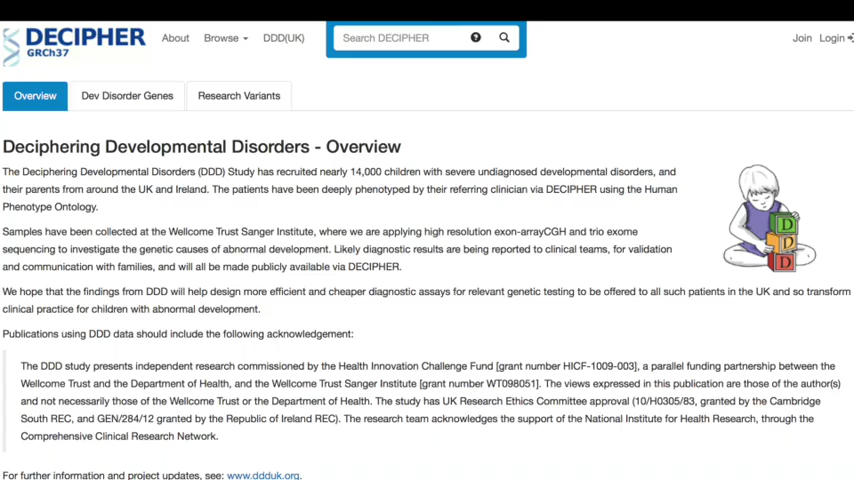 DECIPHER
GRCh37
About Browse DDD(UK) Search DECIPHER ? Join Login
Overview Dev Disorder Genes Research Variants
Deciphering Developmental Disorders - Overview
The Deciphering Developmental Disorders (DDD) Study has recruited nearly 14,000 children with severe undiagnosed developmental disorders, and
their parents from around the UK and Ireland. The patients have been deeply phenotyped by their referring clinician via DECIPHER using the Human
Phenotype Ontology.
Samples have been collected at the Wellcome Trust Sanger Institute, where we are applying high resolution exon-arrayCGH and trio exome
sequencing to investigate the genetic causes of abnormal development. Likely diagnostic results are being reported to clinical teams, for validation
and communication with families, and will all be made publicly available via DECIPHER.
D
D
D
We hope that the findings from DDD will help design more efficient and cheaper diagnostic assays for relevant genetic testing to be offered to all such patients in the UK and so transform
clinical practice for children with abnormal development.
Publications using DDD data should include the following acknowledgement:
The DDD study presents independent research commissioned by the Health Innovation Challenge Fund [grant number HICF-1009-003], a parallel funding partnership between the
Wellcome Trust and the Department of Health, and the Wellcome Trust Sanger Institute [grant number WT098051]. The views expressed in this publication are those of the author(s)
and not necessarily those of the Wellcome Trust or the Department of Health. The study has UK Research Ethics Committee approval (10/H0305/83, granted by the Cambridge
South REC, and GEN/284/12 granted by the Republic of Ireland REC). The research team acknowledges the support of the National Institute for Health Research, through the
Comprehensive Clinical Research Network.
For further information and project updates, see: www.ddduk.org.